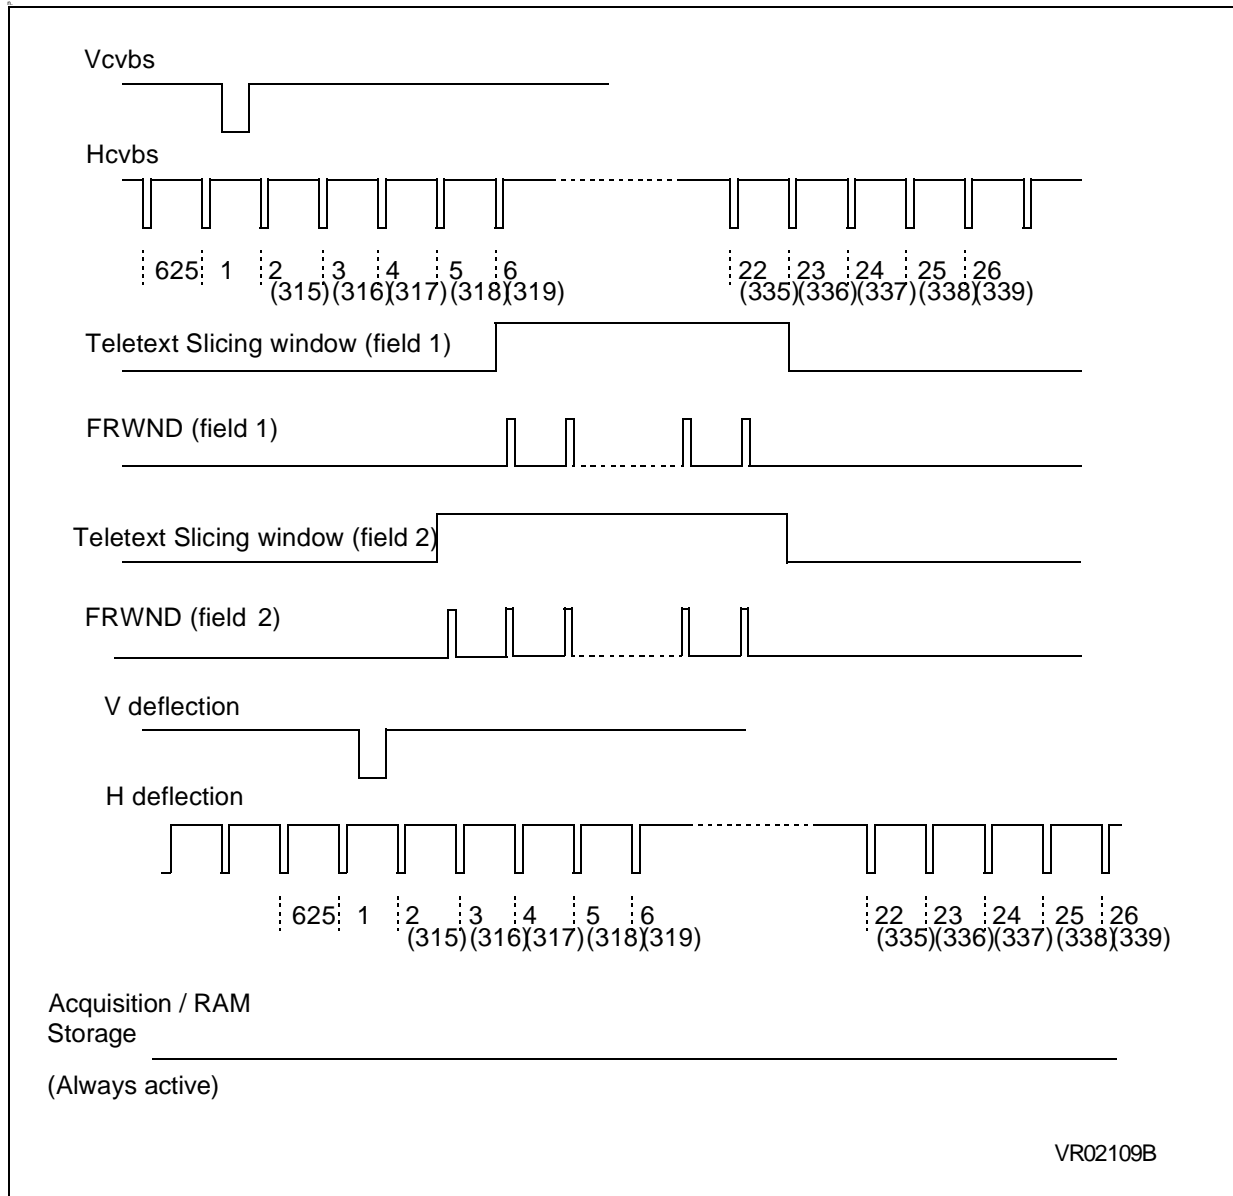 Vcvbs
Hcvbs
625 1 2 3 4 5 6 22 23 24 25 26
(315) (316) (317) (318) (319) (335) (336) (337) (338) (339)
Teletext Slicing window (field 1)
FRWND (field 1)
Teletext Slicing window (field 2)
FRWND (field 2)
V deflection
H deflection
625 1 2 3 4 5 6 22 23 24 25 26
(315) (316) (317) (318) (319) (335) (336) (337) (338) (339)
Acquisition / RAM
Storage
(Always active)
VR02109B